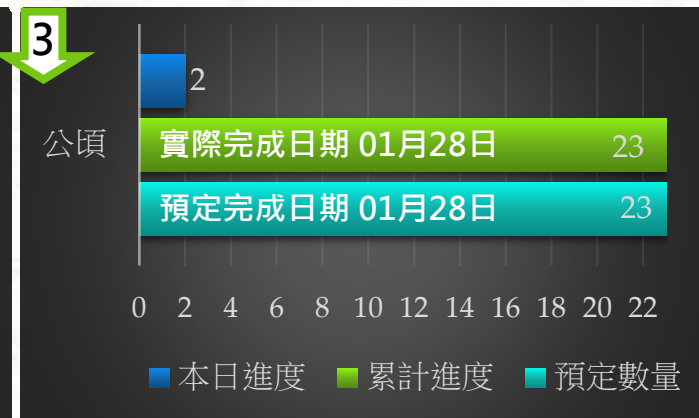 3
2
公頃
實際完成日期 01月28日 23
預定完成日期 01月28日 23
0 2 4 6 8 10 12 14 16 18 20 22
本日進度 累計進度 預定數量